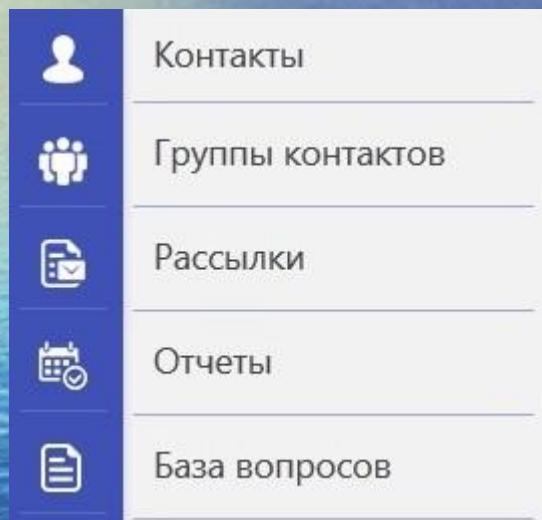 Контакты
Группы контактов
Рассылки
Отчеты
База вопросов